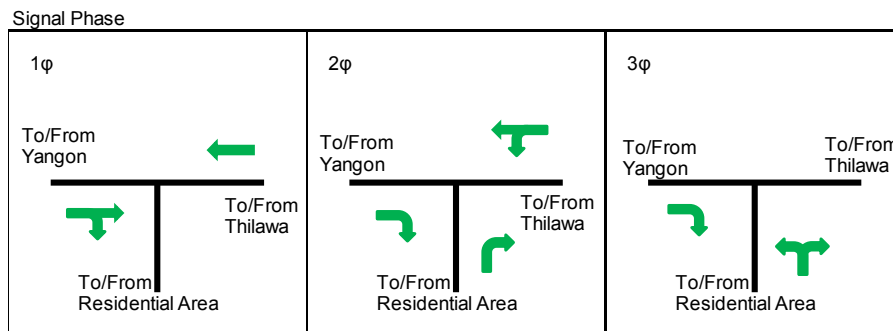 Signal Phase
1φ
To/From
Yangon
To/From
Thilawa
To/From
Residential Area
2φ
To/From
Yangon
To/From
Thilawa
To/From
Residential Area
3φ
To/From
Yangon
To/From
Thilawa
To/From
Residential Area